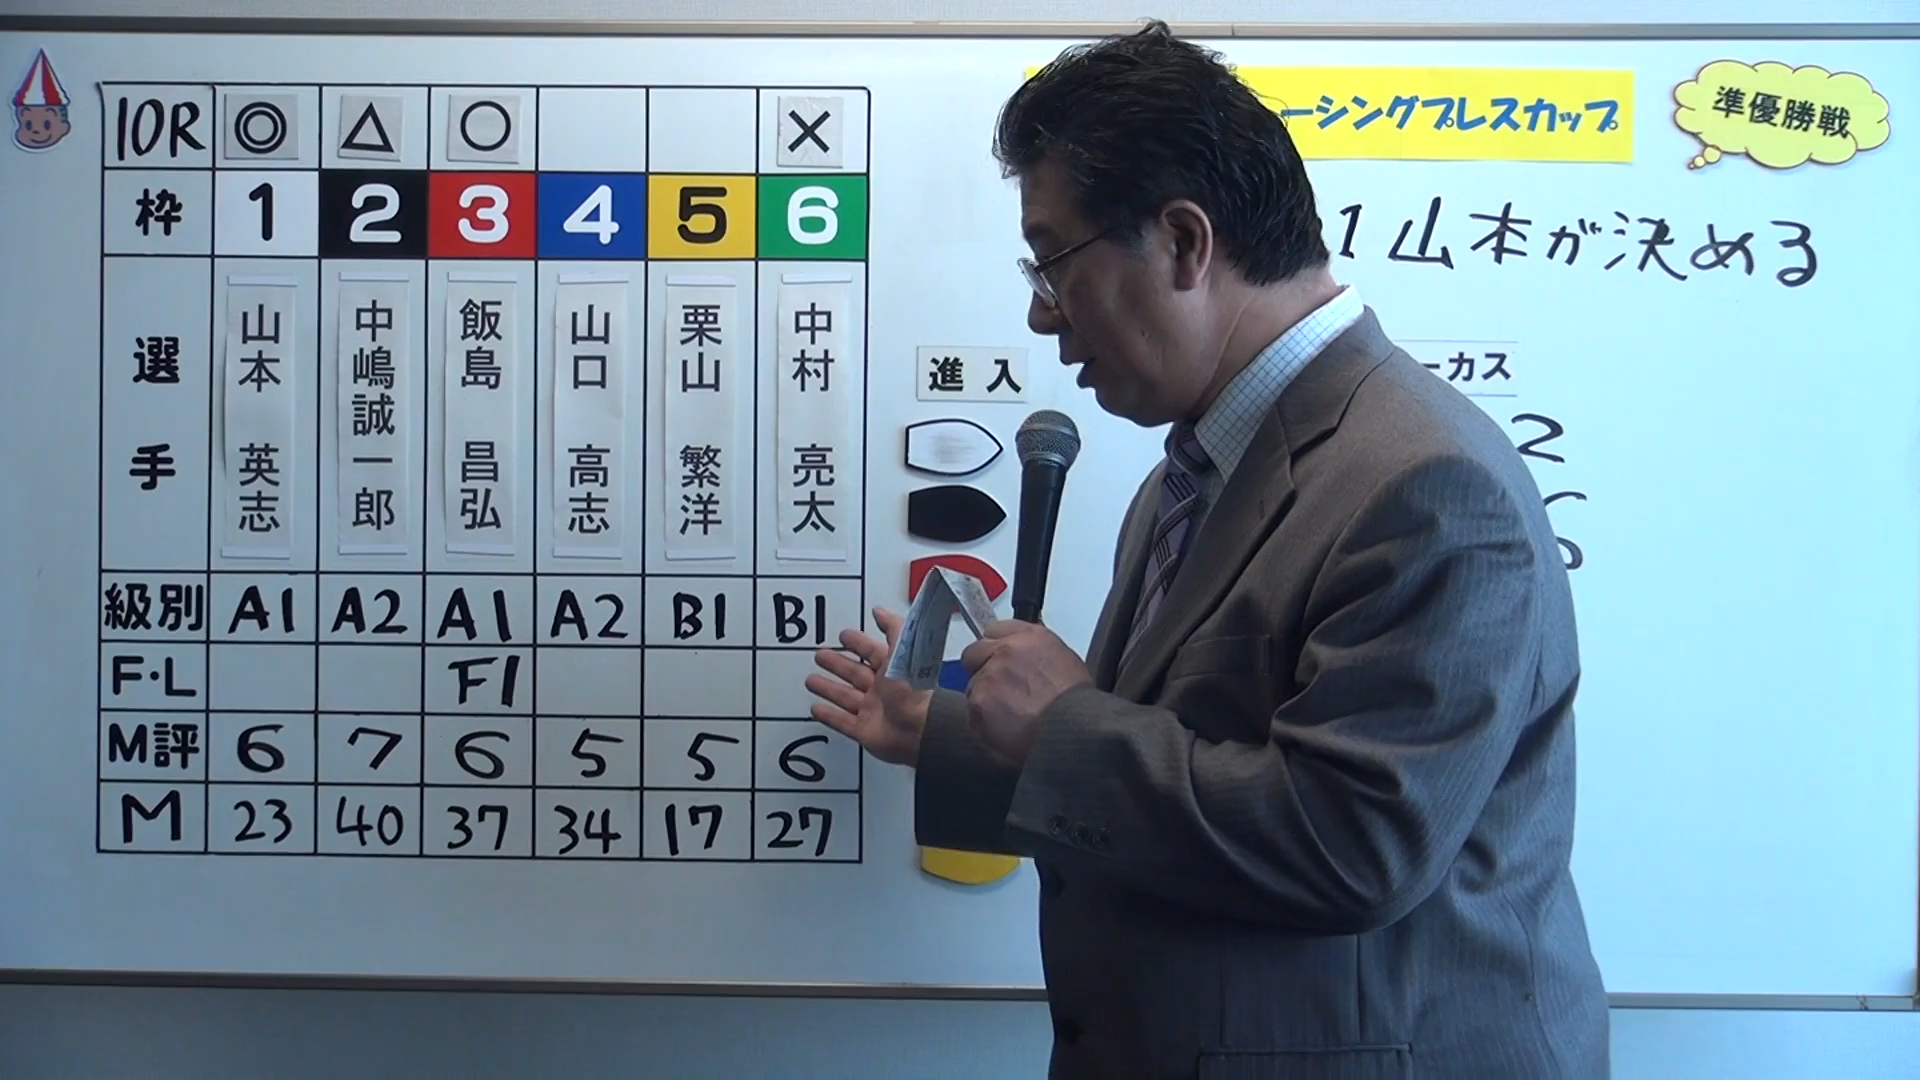 10R ◎ △ ○ ×
枠 1 2 3 4 5 6
選手 山本 英志 中嶋誠一郎 飯島 昌弘 山口 高志 栗山 繁洋 中村 亮太
級別 A1 A2 A1 A2 B1 B1
F・L F1
M評 6 7 6 5 5 6
M 23 40 37 34 17 27
ーシングプレスカップ
準優勝戦
1山本が決める
進入
ーカス
2